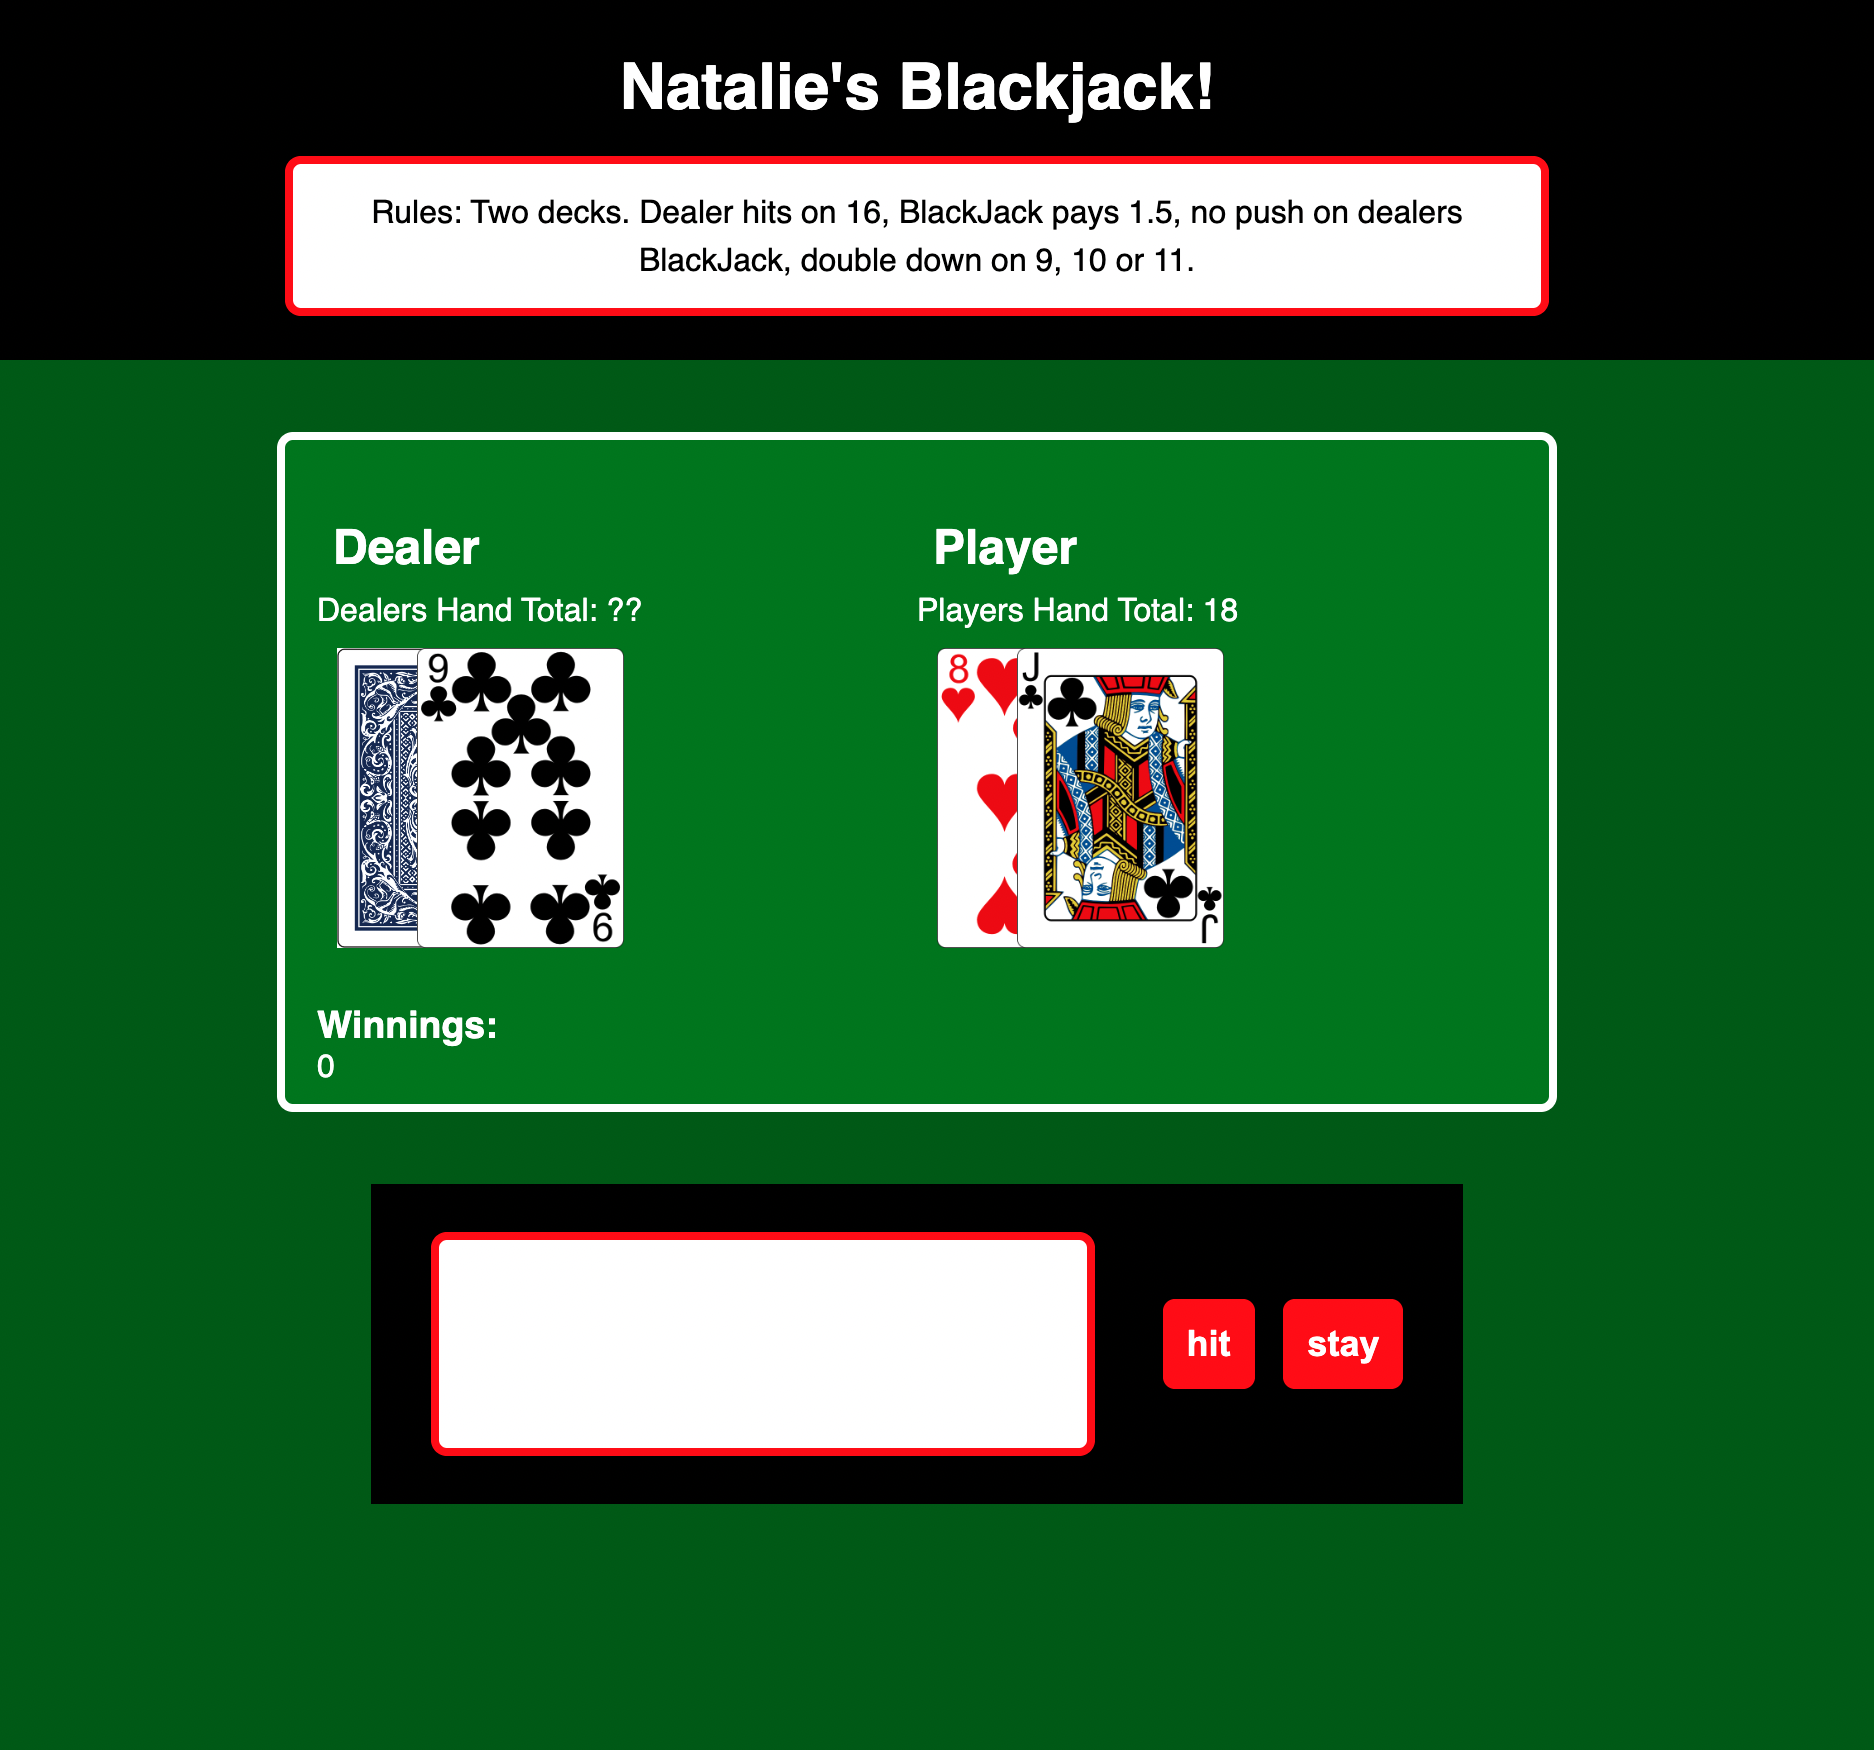 Natalie's Blackjack!
Rules: Two decks. Dealer hits on 16, BlackJack pays 1.5, no push on dealers
BlackJack, double down on 9, 10 or 11.
Dealer
Dealers Hand Total: ??
9
9
Player
Players Hand Total: 18
8
J
J
Winnings:
0
hit
stay